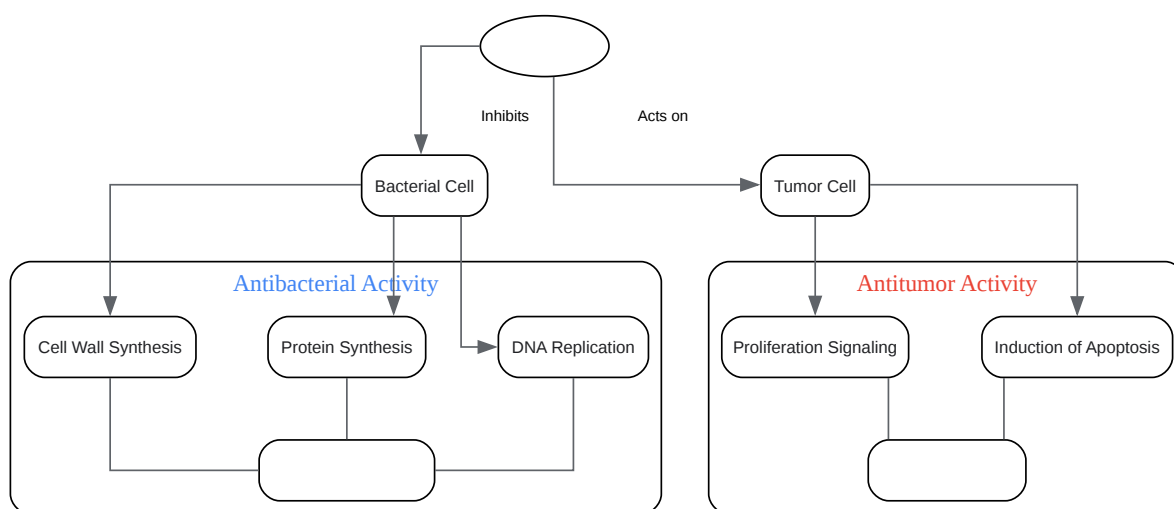 Inhibits
Acts on
Bacterial Cell
Tumor Cell
Antibacterial Activity
Antitumor Activity
Cell Wall Synthesis
Protein Synthesis
DNA Replication
Proliferation Signaling
Induction of Apoptosis